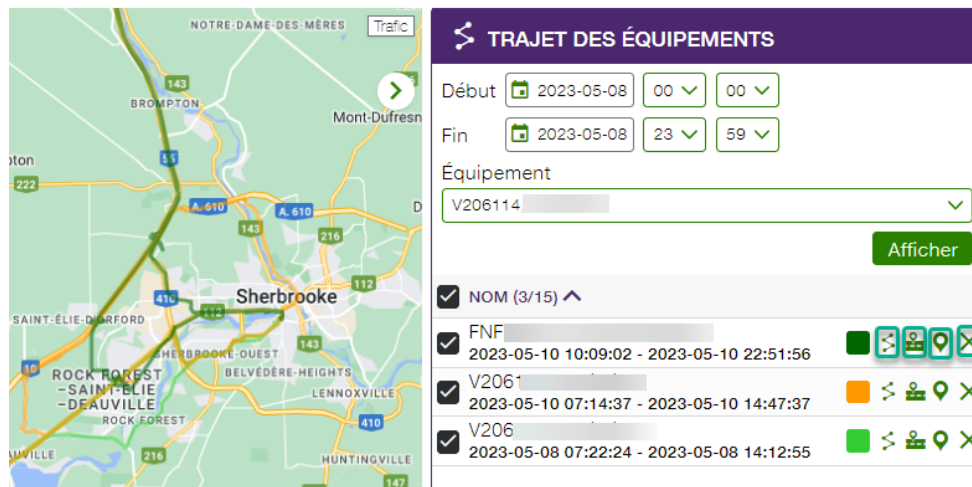 NOTRE-DAME-DES-MÈRES
Trafic
143
BROMPTON
Mont-Dufresn
55
pton
222
A. 610
A. 610
D
143
216
410
Sherbrooke
112
112
SAINT-ÉLIE-D'ORFORD
143
SHERBROOKE-OUEST
10
BELVÉDÈRE-HEIGHTS
ROCK FOREST
-SAINT-ÉLIE
-DEAUVILLE
LENNOXVILLE
ROCK FOREST
410
216
HUNTINGVILLE
147
TRAJET DES ÉQUIPEMENTS
Début 2023-05-08 00 00
Fin 2023-05-08 23 59
Équipement
V206114
Afficher
NOM (3/15)
FNF
2023-05-10 10:09:02 - 2023-05-10 22:51:56
V2061
2023-05-10 07:14:37 - 2023-05-10 14:47:37
V206
2023-05-08 07:22:24 - 2023-05-08 14:12:55